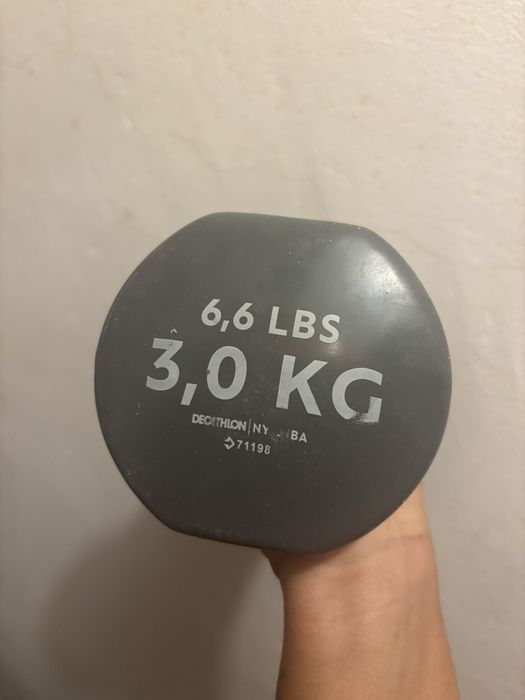 6,6 LBS
3,0 KG
DECATHLON
71198